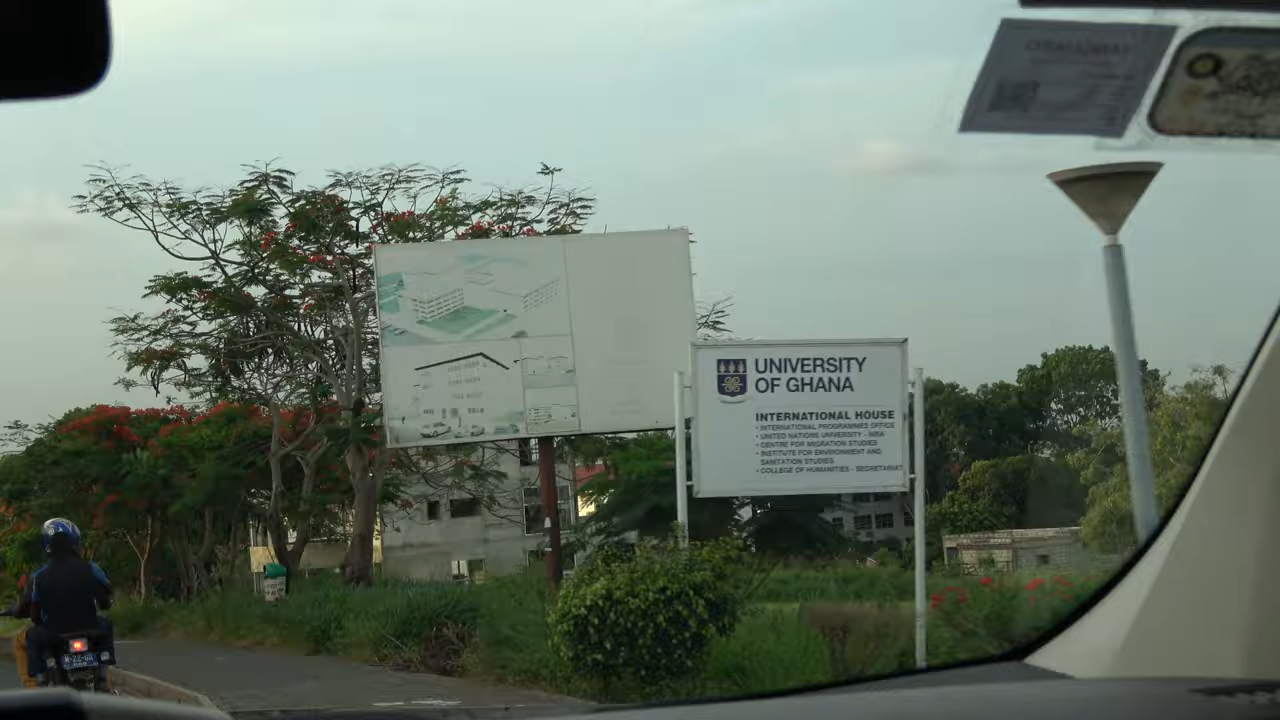 UNIVERSITY
OF GHANA
INTERNATIONAL HOUSE
• INTERNATIONAL PROGRAMMES OFFICE
• UNITED NATIONS UNIVERSITY - INRA
• CENTRE FOR MIGRATION STUDIES
• INSTITUTE FOR ENVIRONMENT AND
SANITATION STUDIES
• COLLEGE OF HUMANITIES - SECRETARIAT